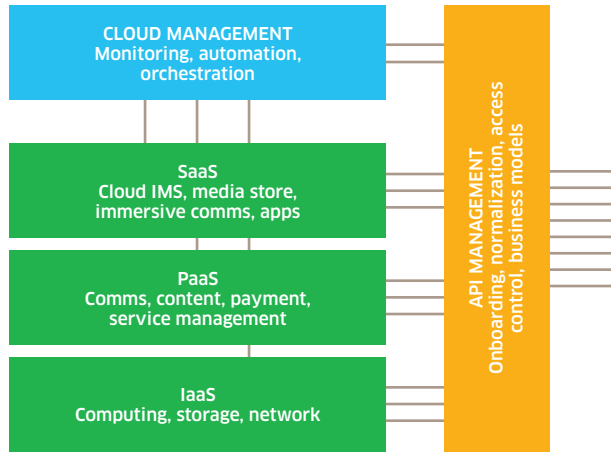 CLOUD MANAGEMENT
Monitoring, automation,
orchestration
SaaS
Cloud IMS, media store,
immersive comms, apps
PaaS
Comms, content, payment,
service management
IaaS
Computing, storage, network
API MANAGEMENT
Onboarding, normalization, access
control, business models